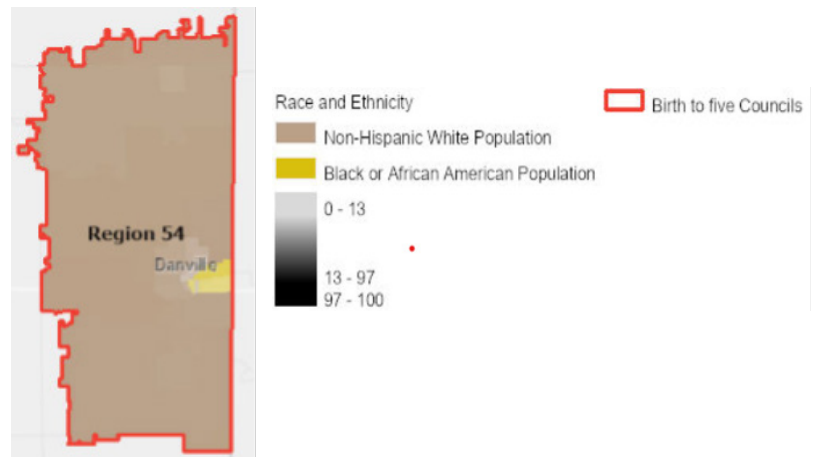 Region 54
Danville
Race and Ethnicity
Non-Hispanic White Population
Black or African American Population
0 - 13
13 - 97
97 - 100
Birth to five Councils